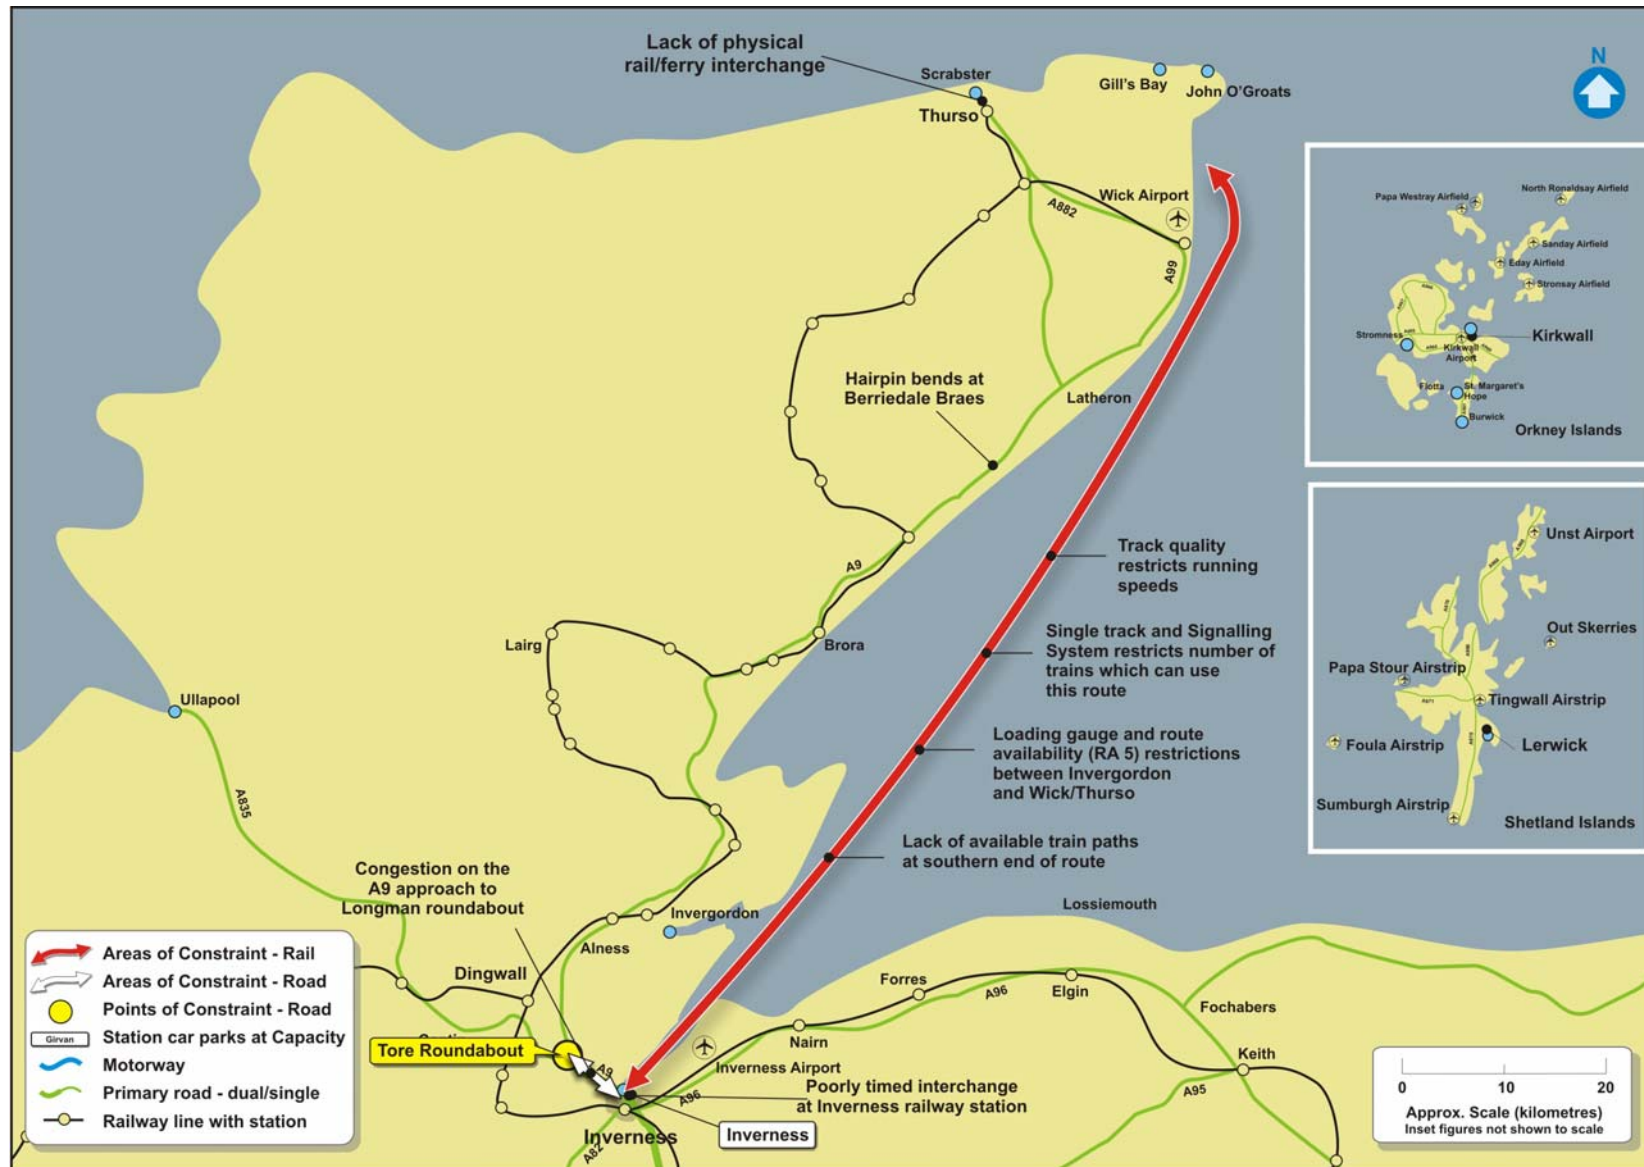 Lack of physical
rail/ferry interchange
Scrabster
Thurso
Gill's Bay
John O'Groats
N
Wick Airport
A882
A99
Hairpin bends at
Berriedale Braes
Latheron
A9
Lairg
Brora
Ullapool
A835
Track quality
restricts running
speeds
Single track and Signalling
System restricts number of
trains which can use
this route
Loading gauge and route
availability (RA 5) restrictions
between Invergordon
and Wick/Thurso
Lack of available train paths
at southern end of route
Congestion on the
A9 approach to
Longman roundabout
Invergordon
Alness
Dingwall
Tore Roundabout
A9
Inverness Airport
A96
Poorly timed interchange
at Inverness railway station
Inverness
Inverness
A82
Nairn
Forres
A96
Elgin
Lossiemouth
Fochabers
Keith
A95
Papa Westray Airfield
North Ronaldsay Airfield
Sanday Airfield
Eday Airfield
Stronsay Airfield
Stromness
Kirkwall
Kirkwall
Airport
Flotta
St. Margaret's
Hope
Burwick
Orkney Islands
Unst Airport
Out Skerries
Papa Stour Airstrip
Tingwall Airstrip
Foula Airstrip
Lerwick
Sumburgh Airstrip
Shetland Islands
A968
A970
A971
A970
Areas of Constraint - Rail
Areas of Constraint - Road
Points of Constraint - Road
Girvan
Station car parks at Capacity
Motorway
Primary road - dual/single
Railway line with station
0 10 20
Approx. Scale (kilometres)
Inset figures not shown to scale